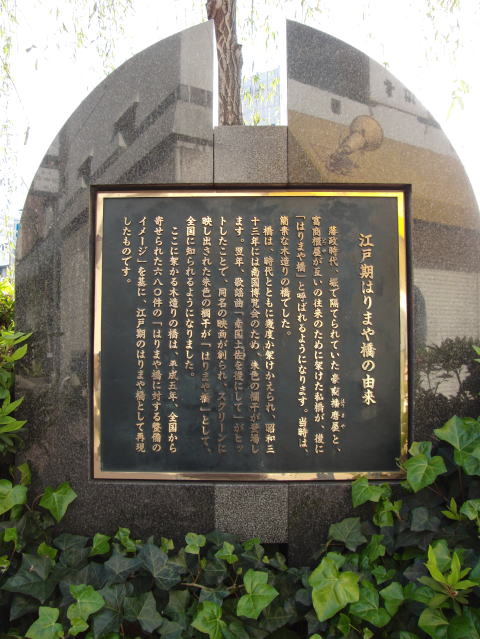 江戸期はりまや橋の由来
藩政時代、堀で隔てられていた豪商播磨屋と、
はりまや
富商櫃屋が互いの往来のために架けた私橋が、後に
「はりまや橋」と呼ばれるようになります。当時は、
簡素な木造りの橋でした。
橋は、時代とともに幾度か架けかえられ、昭和三
十三年には南国博覧会のため、朱色の欄干が登場し
ます。翌年、歌謡曲「南国土佐を後にして」がヒッ
トしたことで、同名の映画が創られ、スクリーンに
映し出された朱色の欄干が「はりまや橋」として、
全国に知られるようになりました。
ここに架かる木造りの橋は、平成五年、全国から
寄せられた六八〇件の「はりまや橋に対する整備の
イメージ」を基に、江戸期のはりまや橋として再現
したものです。